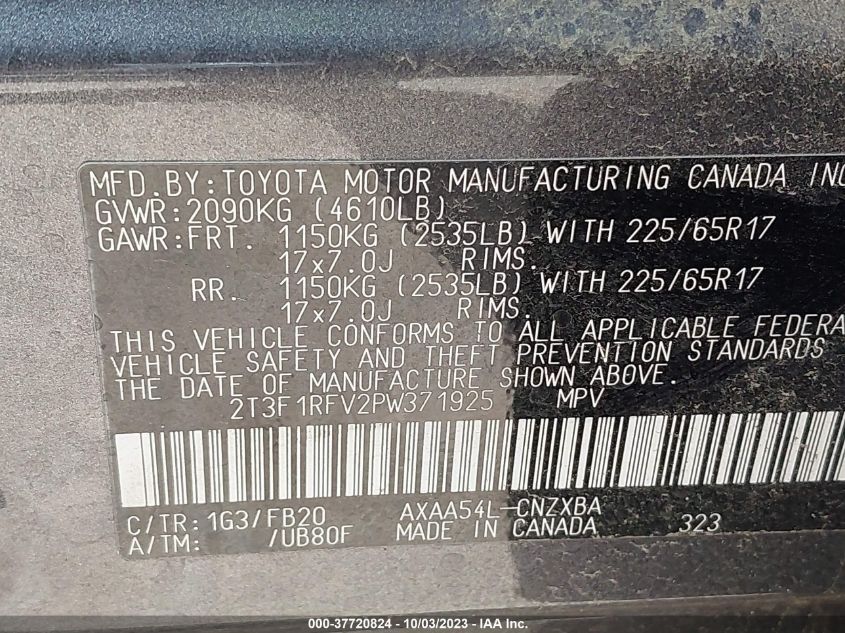 MFD.BY:TOYOTA MOTOR MANUFACTURING CANADA INC
GVWR:2090KG (4610LB)
GAWR:FRT. 1150KG (2535LB) WITH 225/65R17
17x7.0J RIMS.
RR. 1150KG (2535LB) WITH 225/65R17
17x7.0J RIMS.
THIS VEHICLE CONFORMS TO ALL APPLICABLE FEDERA
VEHICLE SAFETY AND THEFT PREVENTION STANDARDS
THE DATE OF MANUFACTURE SHOWN ABOVE.
2T3F1RFV2PW371925 MPV
C/TR:1G3/FB20 AXAA54L-CNZXBA
A/TM: /UB80F MADE IN CANADA 323
000-37720824 - 10/03/2023 - IAA Inc.